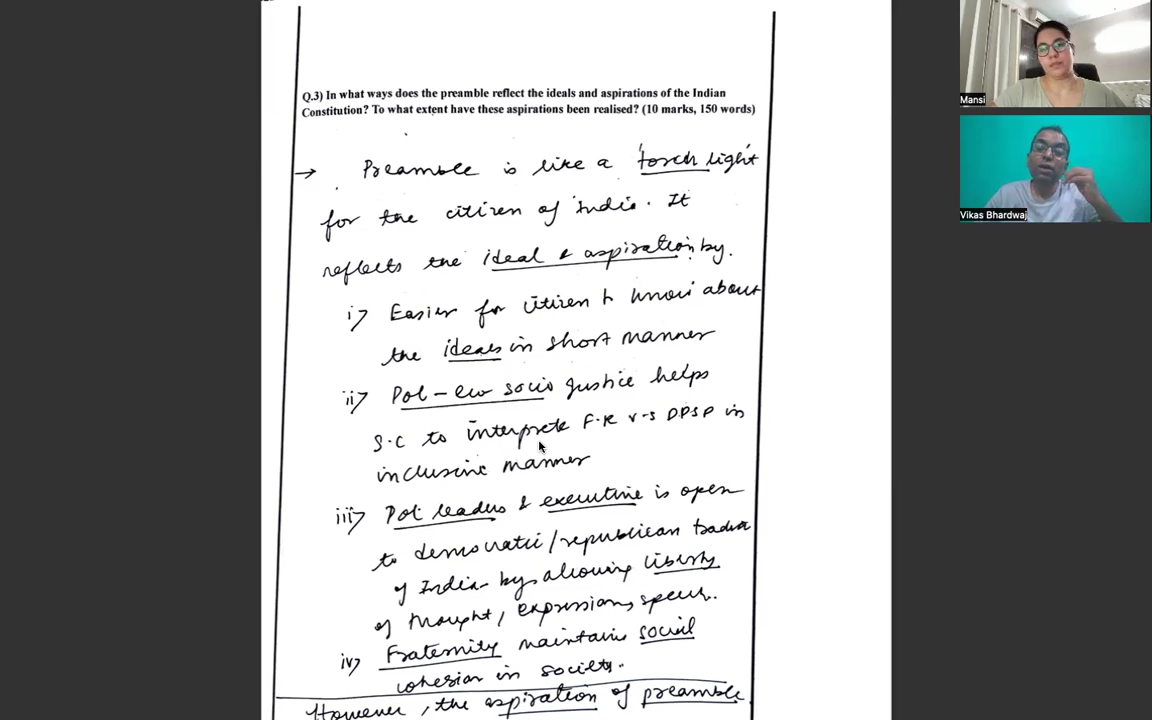 Q.3) In what ways does the preamble reflect the ideals and aspirations of the Indian
Constitution? To what extent have these aspirations been realised? (10 marks, 150 words)
→ Preamble is like a 'torch light'
for the citizen of India. It
reflects the ideal & aspiration by.
i> Easier for citizen to know about
the ideals in short manner
ii> Pol-eco socio justice helps
S.C to interprete F.R v-s DPSP in
inclusive manner
iii> Pol leaders & executive is open
to democratic/republican
of India by allowing liberty
of thought, expression, speech.
iv> Fraternity maintains social
cohesion in society.
However, the aspiration of preamble
Mansi
Vikas Bhardwaj